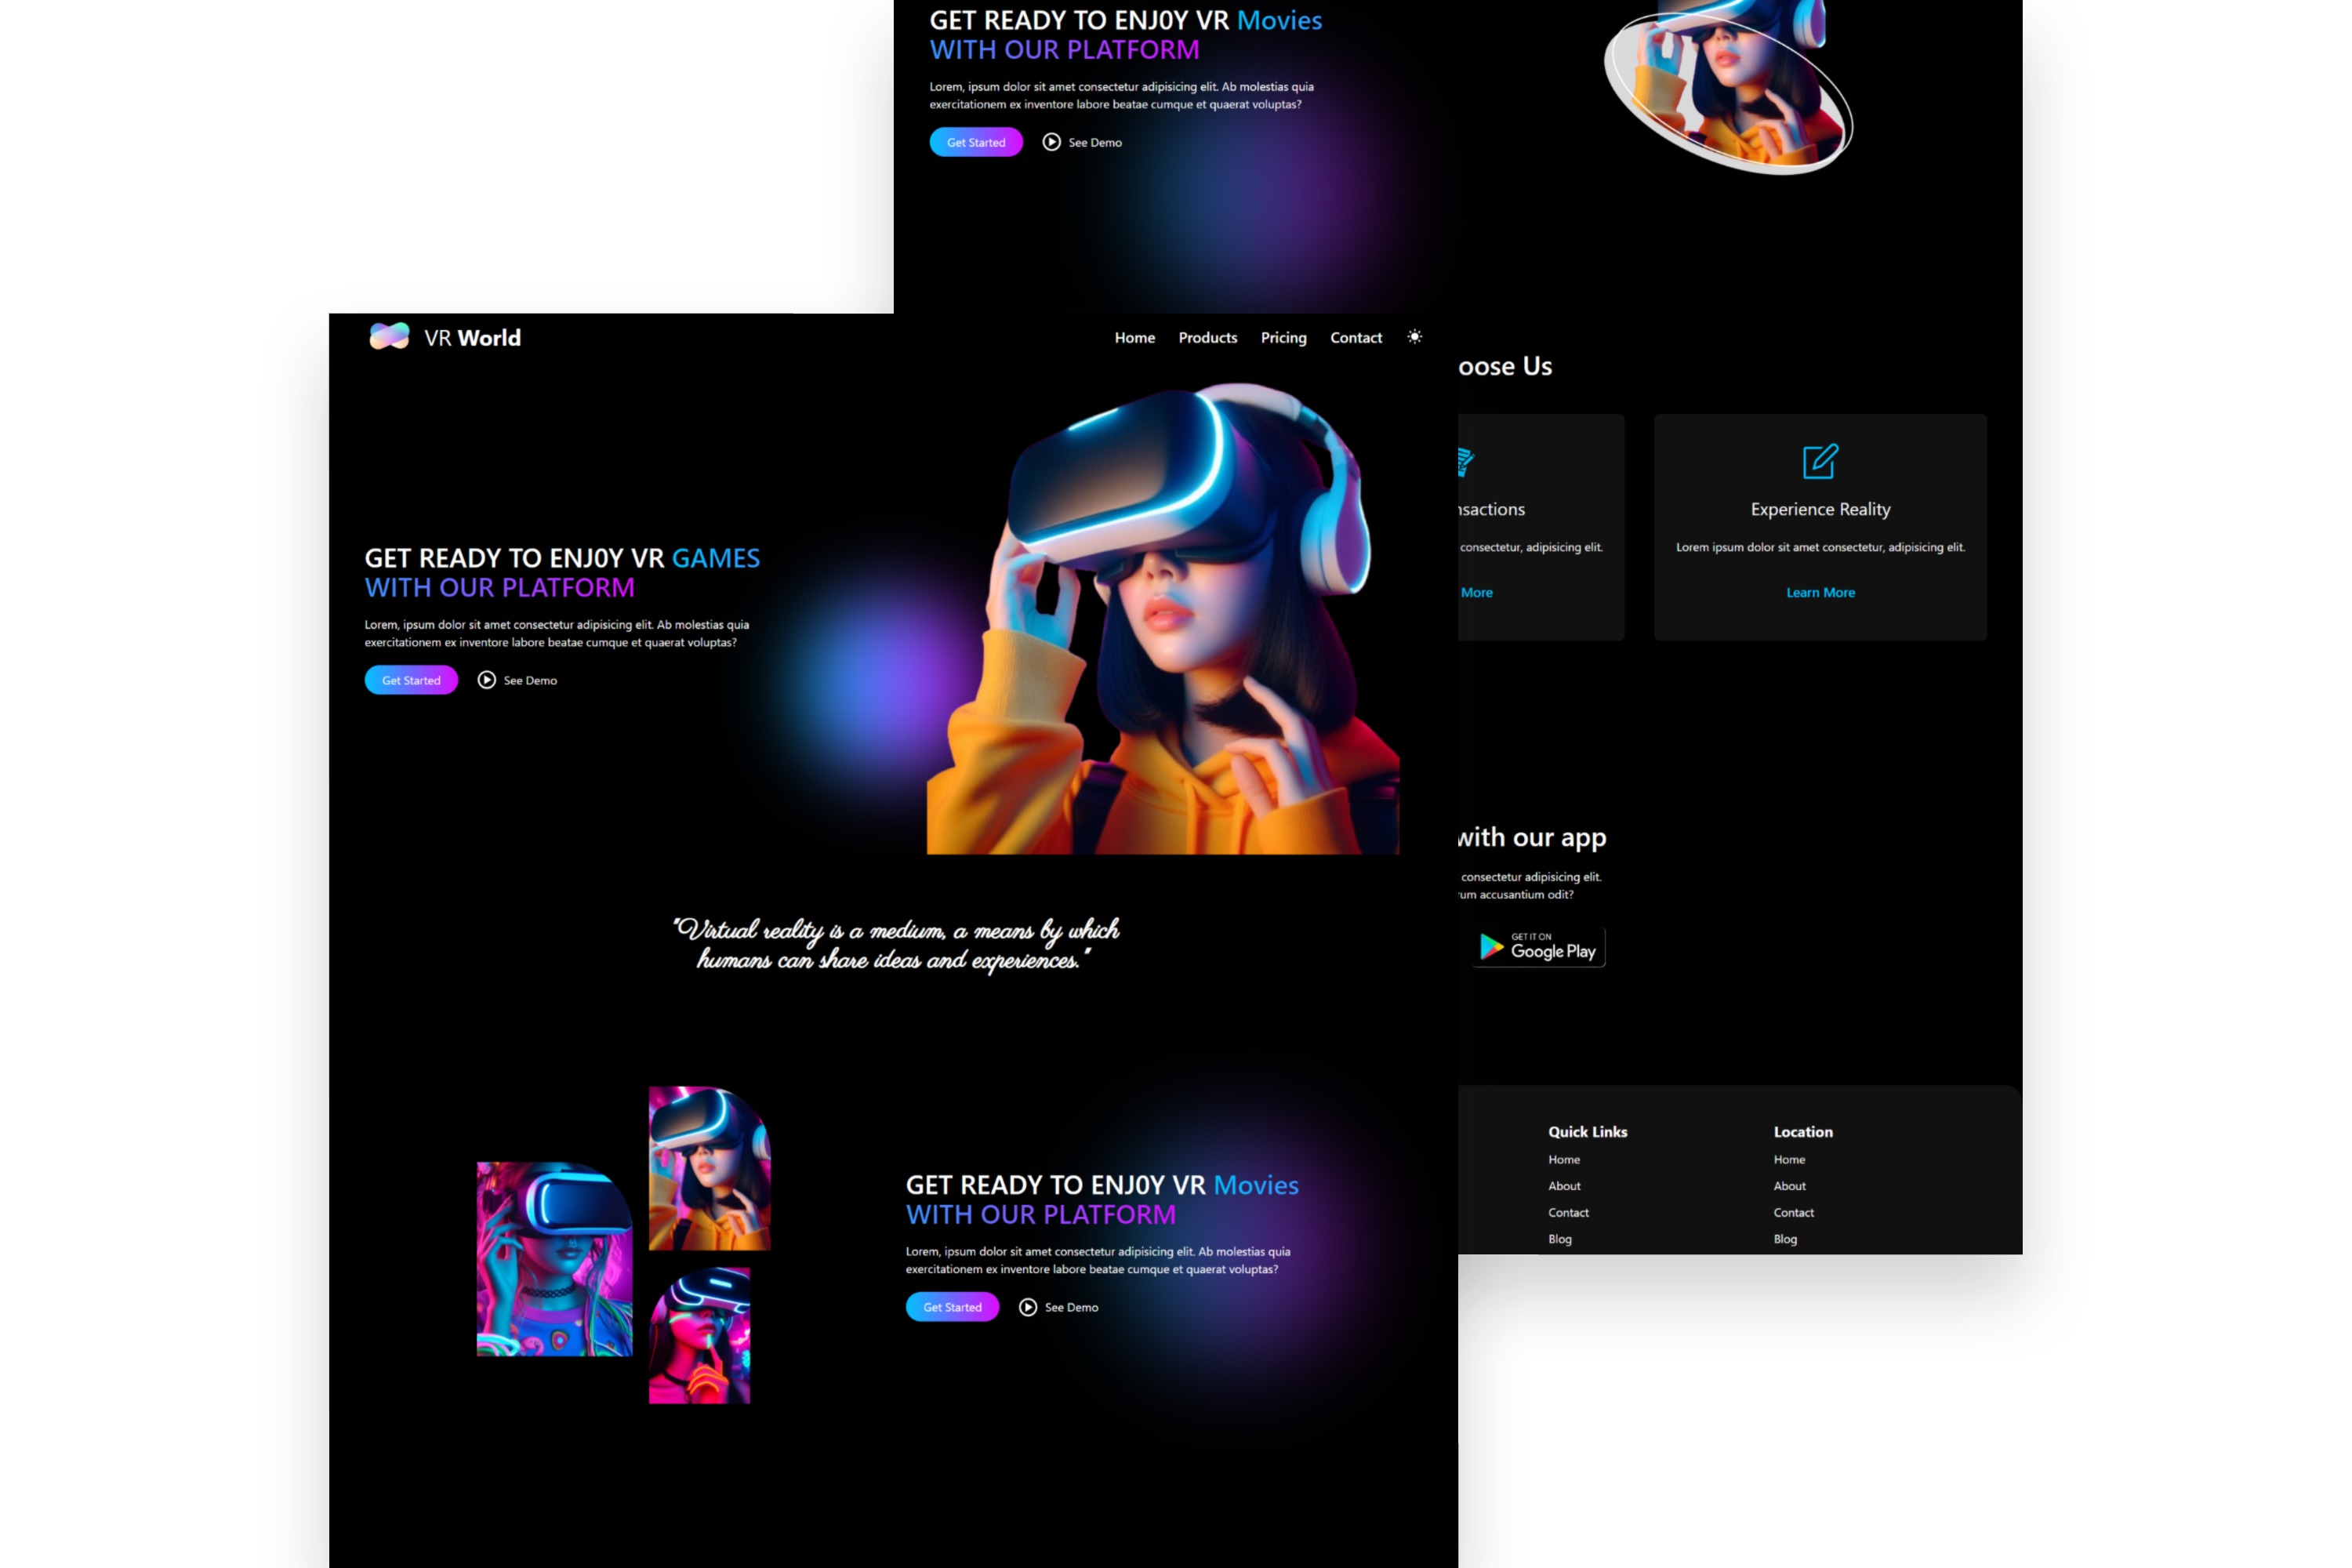 GET READY TO ENJ0Y VR Movies
WITH OUR PLATFORM
Lorem, ipsum dolor sit amet consectetur adipisicing elit. Ab molestias quia
exercitationem ex inventore labore beatae cumque et quaerat voluptas?
Get Started
See Demo
VR World
Home
Products
Pricing
Contact
GET READY TO ENJ0Y VR GAMES
WITH OUR PLATFORM
Lorem, ipsum dolor sit amet consectetur adipisicing elit. Ab molestias quia
exercitationem ex inventore labore beatae cumque et quaerat voluptas?
Get Started
See Demo
"Virtual reality is a medium, a means by which
humans can share ideas and experiences."
GET READY TO ENJ0Y VR Movies
WITH OUR PLATFORM
Lorem, ipsum dolor sit amet consectetur adipisicing elit. Ab molestias quia
exercitationem ex inventore labore beatae cumque et quaerat voluptas?
Get Started
See Demo
oose Us
nsactions
consectetur, adipisicing elit.
More
Experience Reality
Lorem ipsum dolor sit amet consectetur, adipisicing elit.
Learn More
with our app
consectetur adipisicing elit.
um accusantium odit?
GET IT ON
Google Play
Quick Links
Home
About
Contact
Blog
Location
Home
About
Contact
Blog